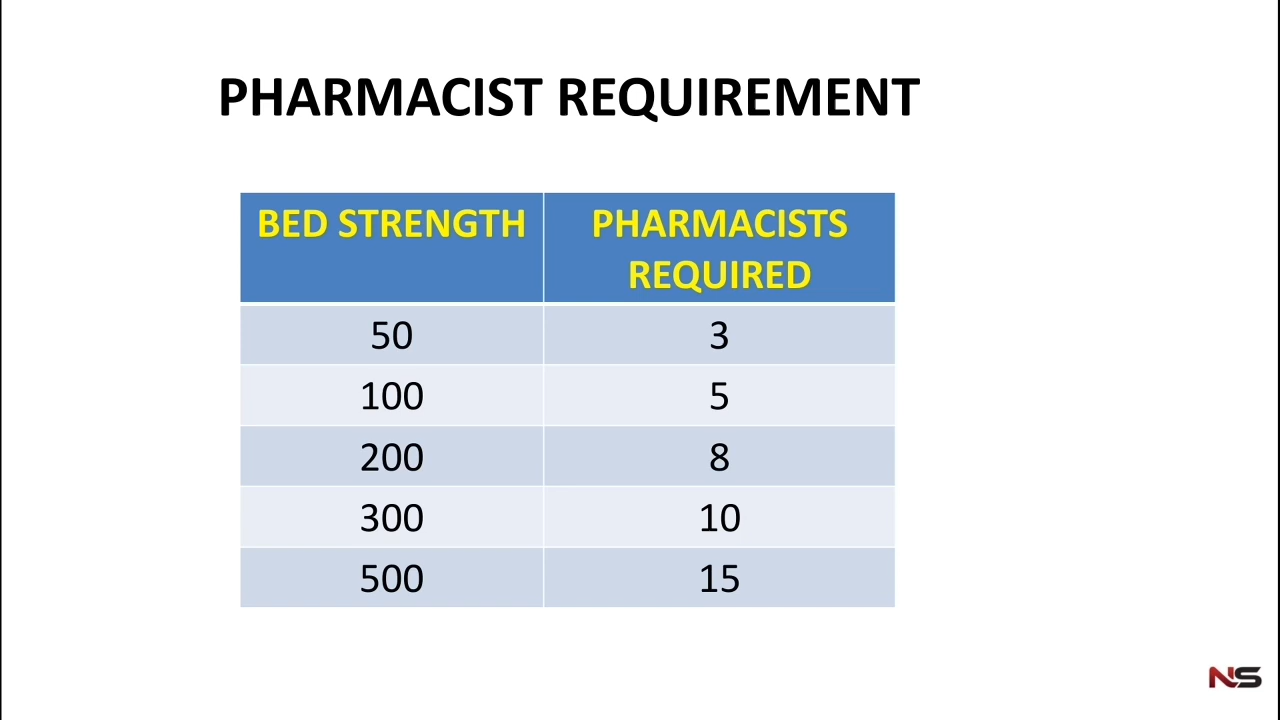 PHARMACIST REQUIREMENT
BED STRENGTH
PHARMACISTS
REQUIRED
50 3
100 5
200 8
300 10
500 15
NS